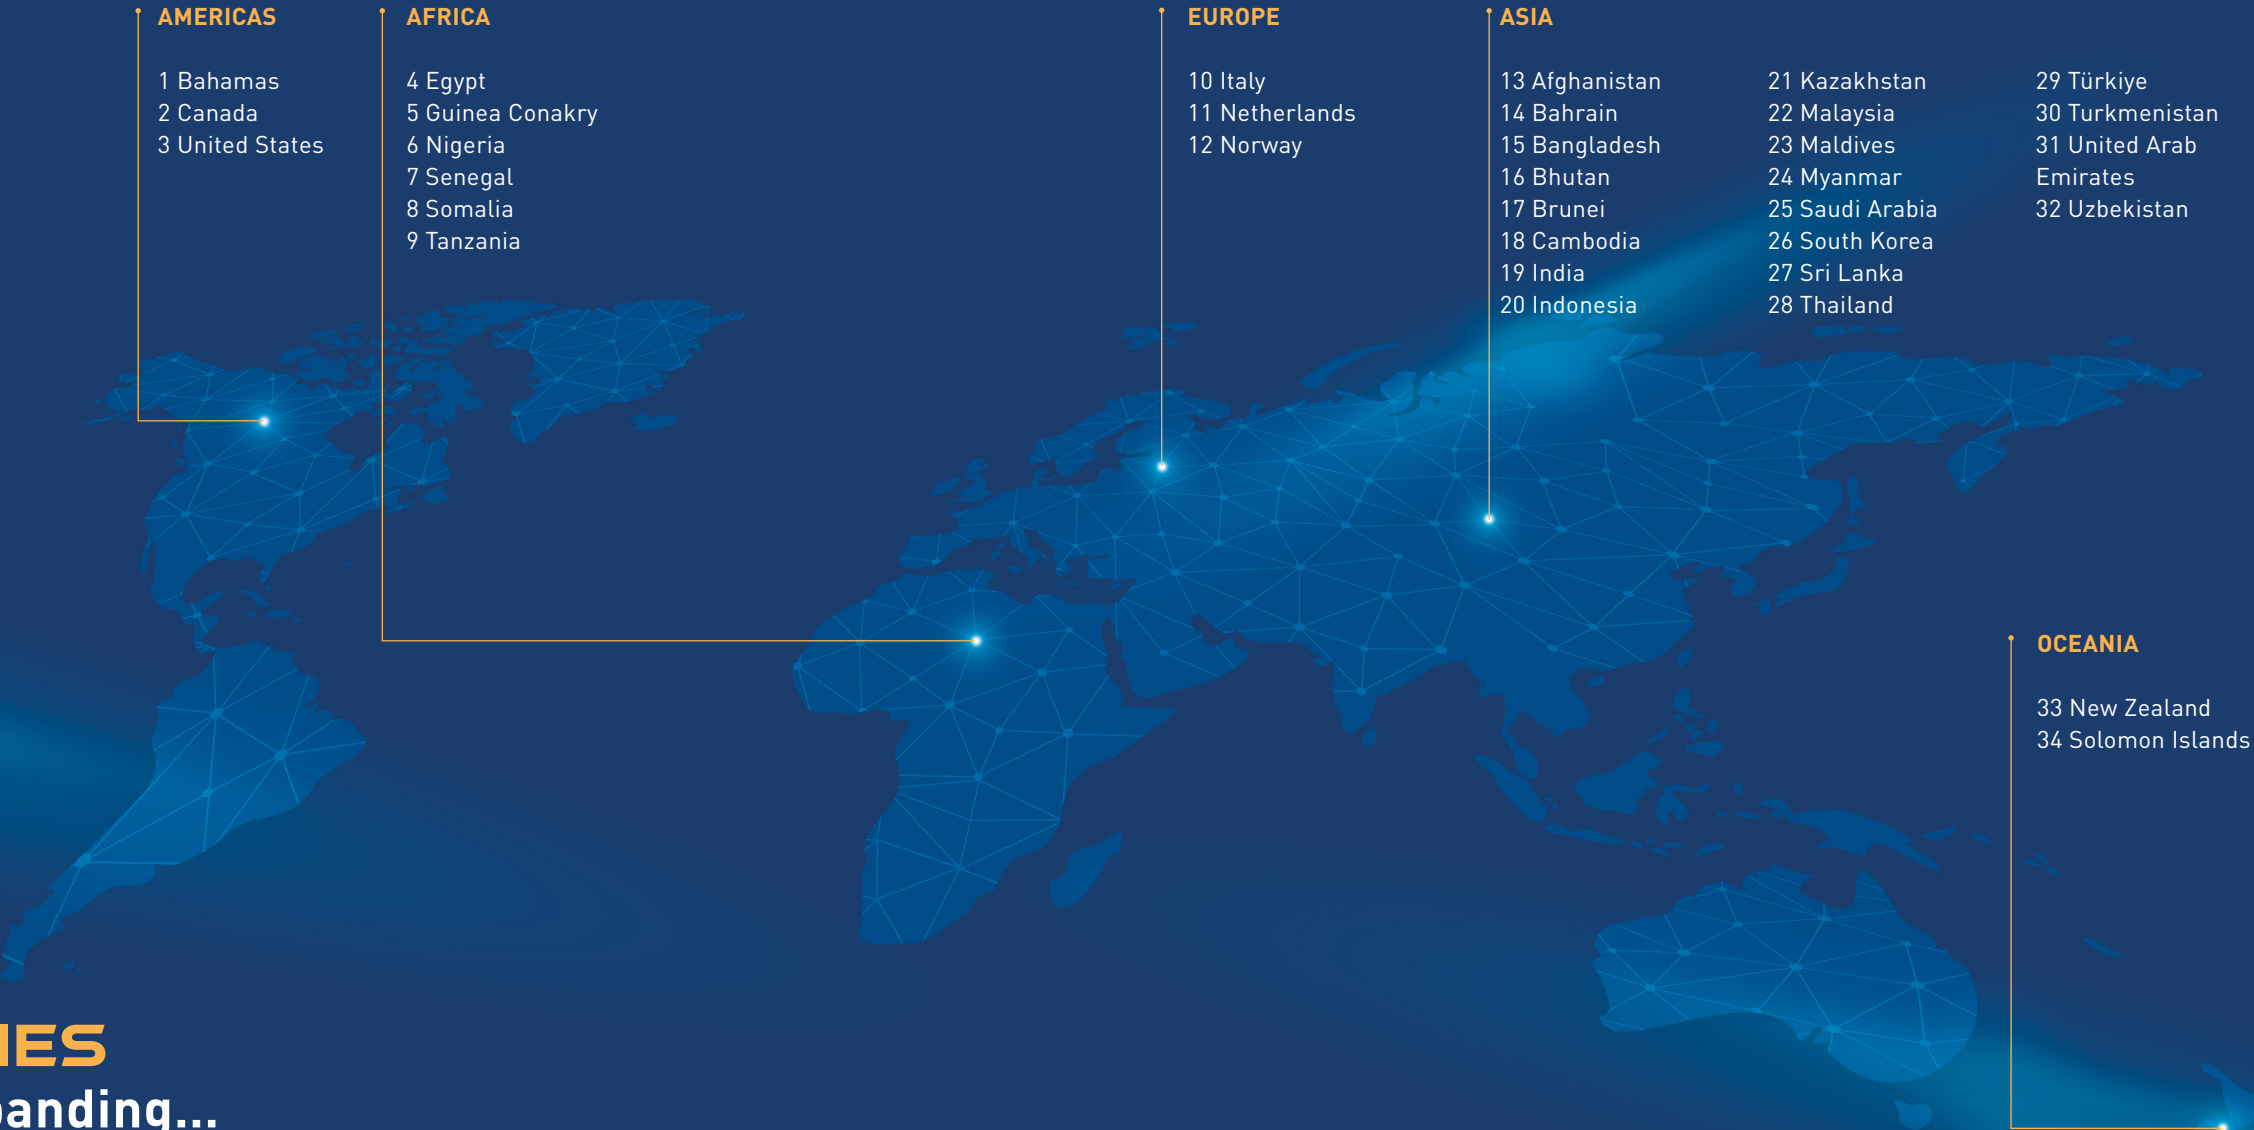 AMERICAS
1 Bahamas
2 Canada
3 United States
AFRICA
4 Egypt
5 Guinea Conakry
6 Nigeria
7 Senegal
8 Somalia
9 Tanzania
EUROPE
10 Italy
11 Netherlands
12 Norway
ASIA
13 Afghanistan
14 Bahrain
15 Bangladesh
16 Bhutan
17 Brunei
18 Cambodia
19 India
20 Indonesia
21 Kazakhstan
22 Malaysia
23 Maldives
24 Myanmar
25 Saudi Arabia
26 South Korea
27 Sri Lanka
28 Thailand
29 Türkiye
30 Turkmenistan
31 United Arab
Emirates
32 Uzbekistan
OCEANIA
33 New Zealand
34 Solomon Islands